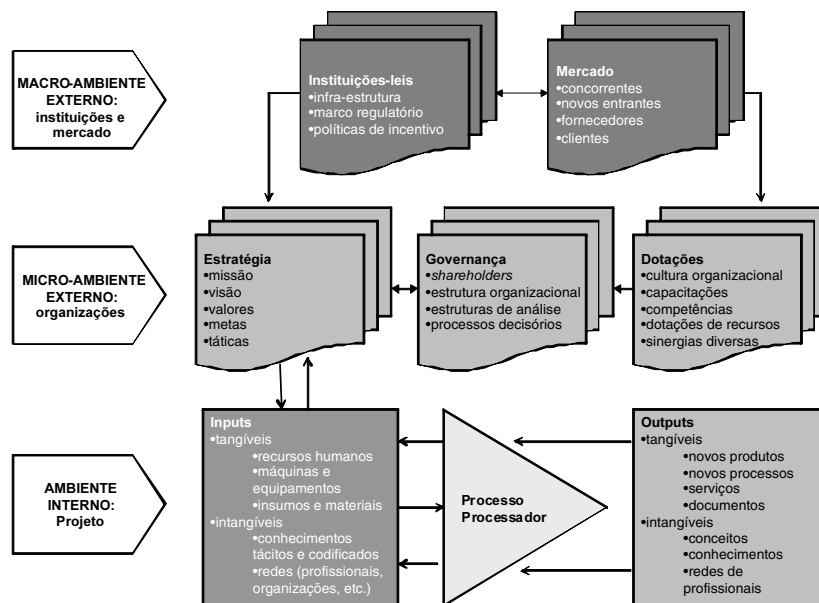 MACRO-AMBIENTE
EXTERNO:
instituições e
mercado
Instituições-leis
•infra-estrutura
•marco regulatório
•políticas de incentivo
Mercado
•concorrentes
•novos entrantes
•fornecedores
•clientes
MICRO-AMBIENTE
EXTERNO:
organizações
Estratégia
•missão
•visão
•valores
•metas
•táticas
Governança
•shareholders
•estrutura organizacional
•estruturas de análise
•processos decisórios
Dotações
•cultura organizacional
•capacitações
•competências
•dotações de recursos
•sinergias diversas
AMBIENTE
INTERNO:
Projeto
Inputs
•tangíveis
•recursos humanos
•máquinas e
equipamentos
•insumos e materiais
•intangíveis
•conhecimentos
tácitos e codificados
•redes (profissionais,
organizações, etc.)
Processo
Processador
Outputs
•tangíveis
•novos produtos
•novos processos
•serviços
•documentos
•intangíveis
•conceitos
•conhecimentos
•redes de
profissionais